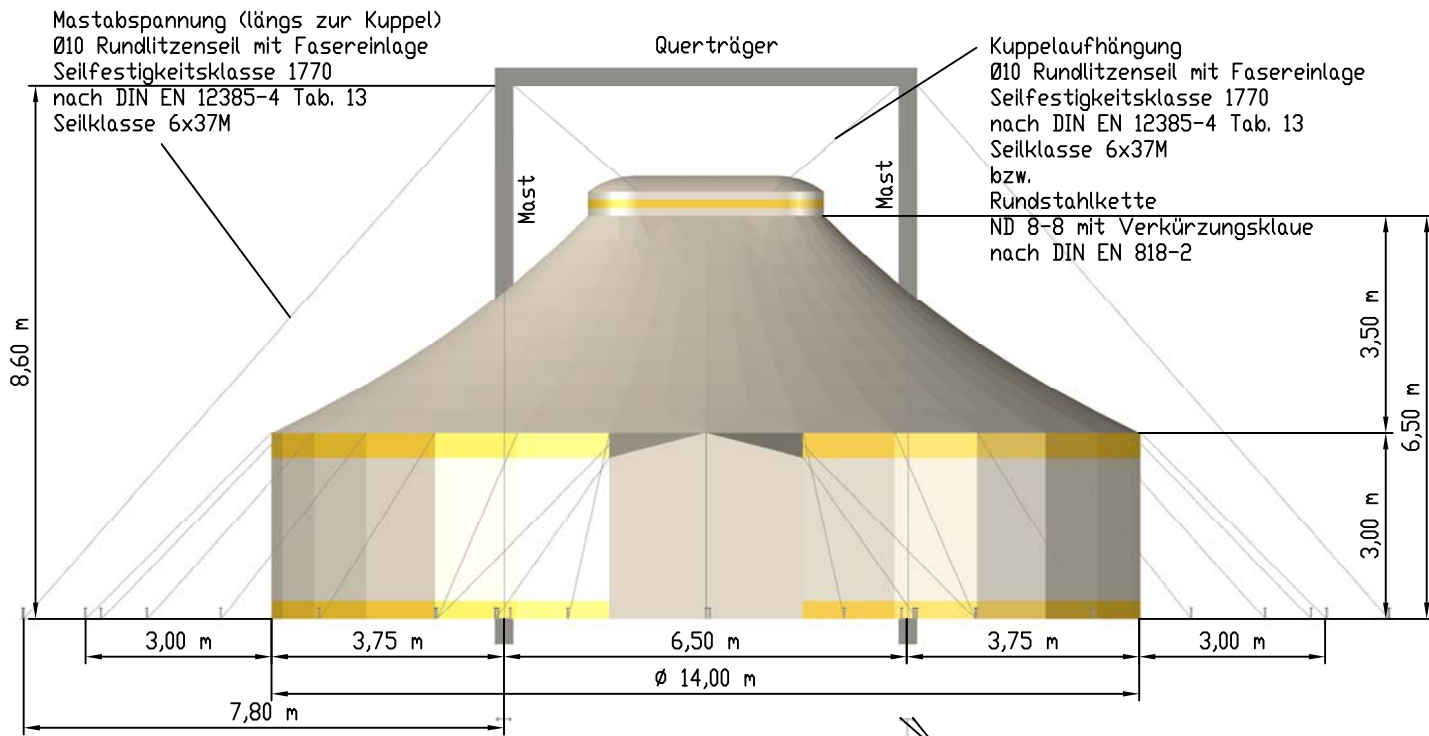 Mastabspannung (längs zur Kuppel)
Ø10 Rundlitzenseil mit Fasereinlage
Seilfestigkeitsklasse 1770
nach DIN EN 12385-4 Tab. 13
Seilklasse 6x37M
Querträger
Kuppelaufhängung
Ø10 Rundlitzenseil mit Fasereinlage
Seilfestigkeitsklasse 1770
nach DIN EN 12385-4 Tab. 13
Seilklasse 6x37M
bzw.
Rundstahlkette
ND 8-8 mit Verkürzungsklaue
nach DIN EN 818-2
Mast
Mast
8,60 m
3,50 m
6,50 m
3,00 m
3,00 m
3,75 m
6,50 m
3,75 m
3,00 m
Ø 14,00 m
7,80 m